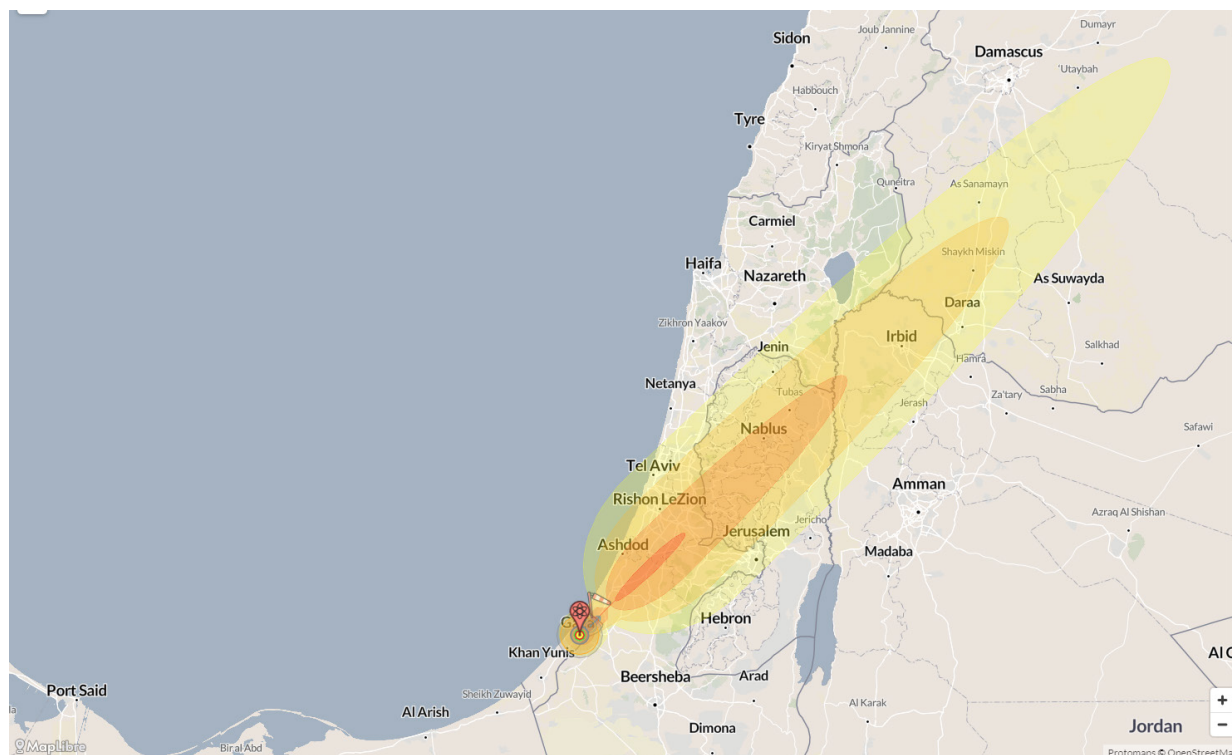 Sidon
Joub Jannine
Dumayr
Damascus
'Utaybah
Habbouch
Tyre
Kiryat Shmona
Quneitra
As Sanamayn
Carmiel
Shaykh Miskin
Haifa
Nazareth
As Suwayda
Daraa
Zikhron Yaakov
Irbid
Jenin
Salkhad
Hamra
Netanya
Tubas
Sabha
Jerash
Za'tary
Nablus
Safawi
Tel Aviv
Amman
Rishon LeZion
Azraq Al Shishan
Jericho
Jerusalem
Ashdod
Madaba
Hebron
Khan Yunis
Al
Beersheba
Arad
Port Said
Sheikh Zuwayid
Al Karak
Al Arish
Dimona
Jordan
+
−
Bir al Abd
MapLibre
Protomaps © OpenStreetMa